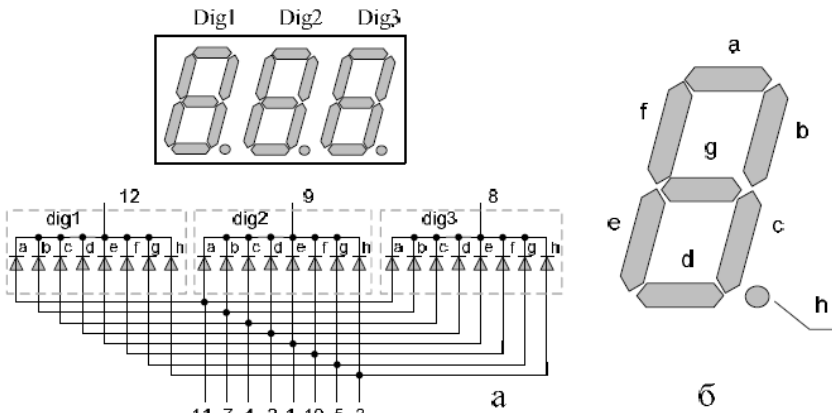 Dig1 Dig2 Dig3
12 9 8
dig1 dig2 dig3
a b c d e f g h a b c d e f g h a b c d e f g h
11 7 4 2 1 10 5 3
а
a
f
b
g
e
c
d
h
б